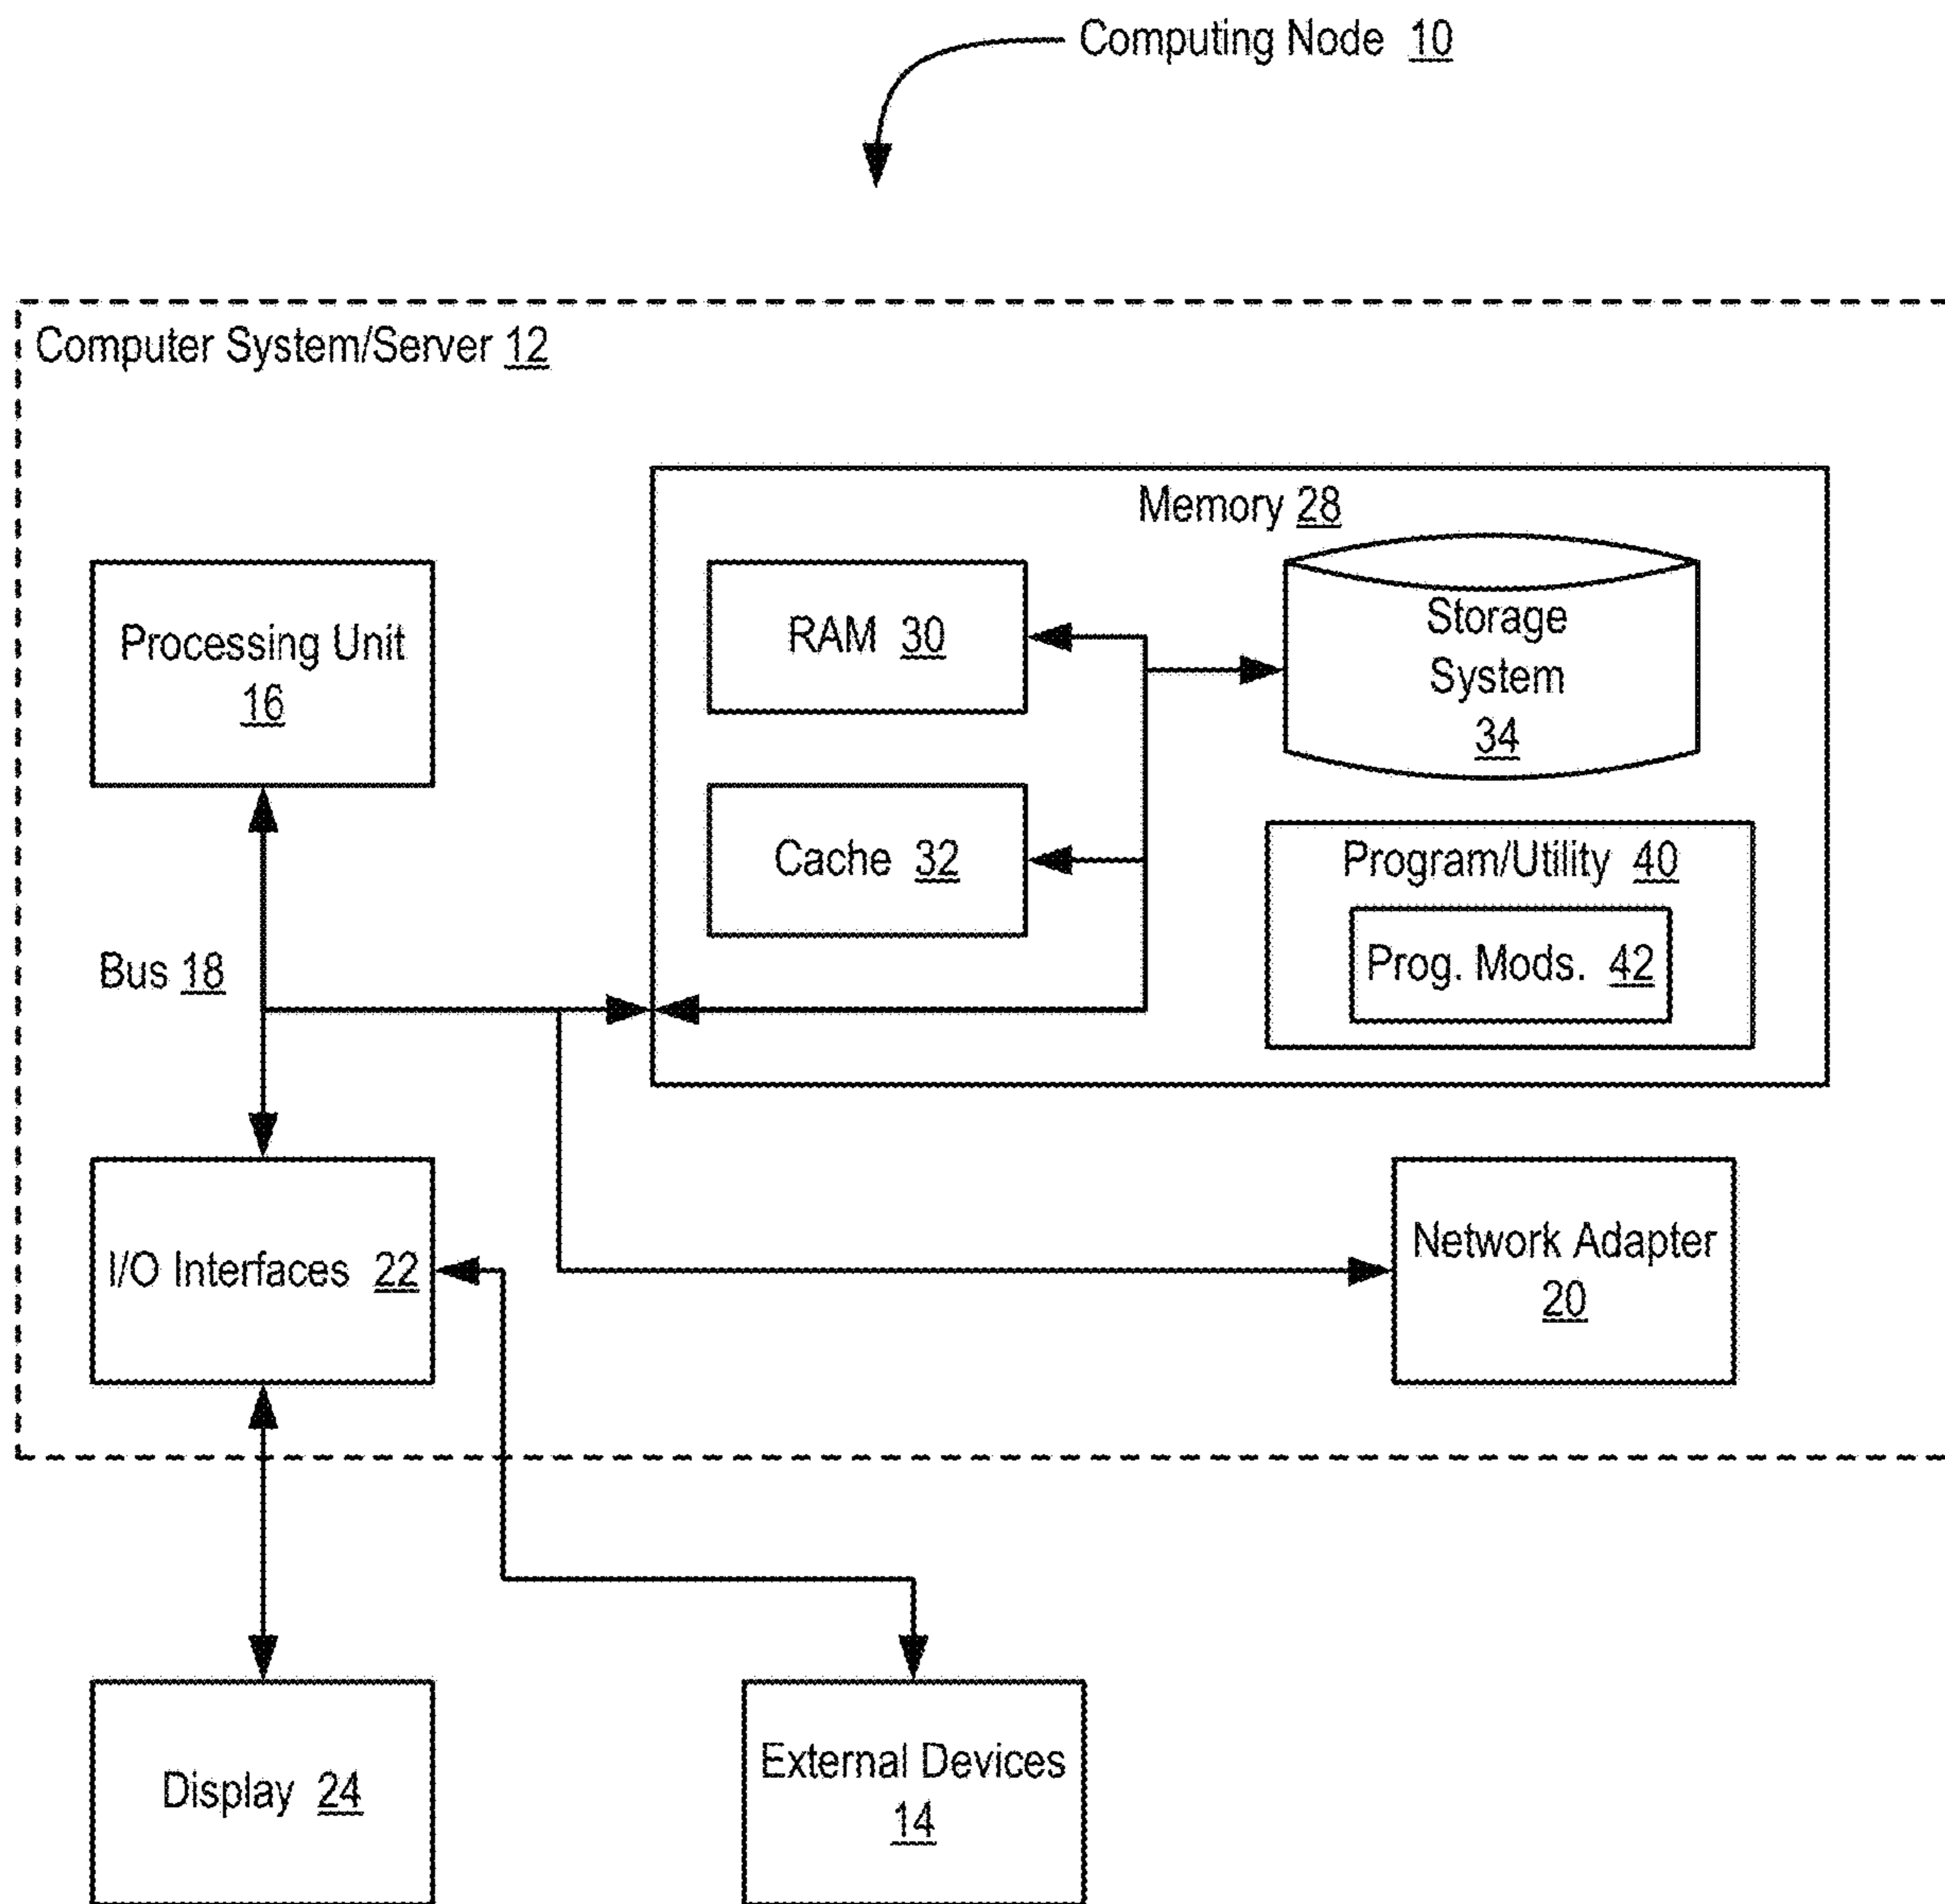 Computing Node 10
Computer System/Server 12
Memory 28
Processing Unit
16
RAM 30
Storage
System
34
Cache 32
Program/Utility 40
Prog. Mods. 42
Bus 18
I/O Interfaces 22
Network Adapter
20
Display 24
External Devices
14